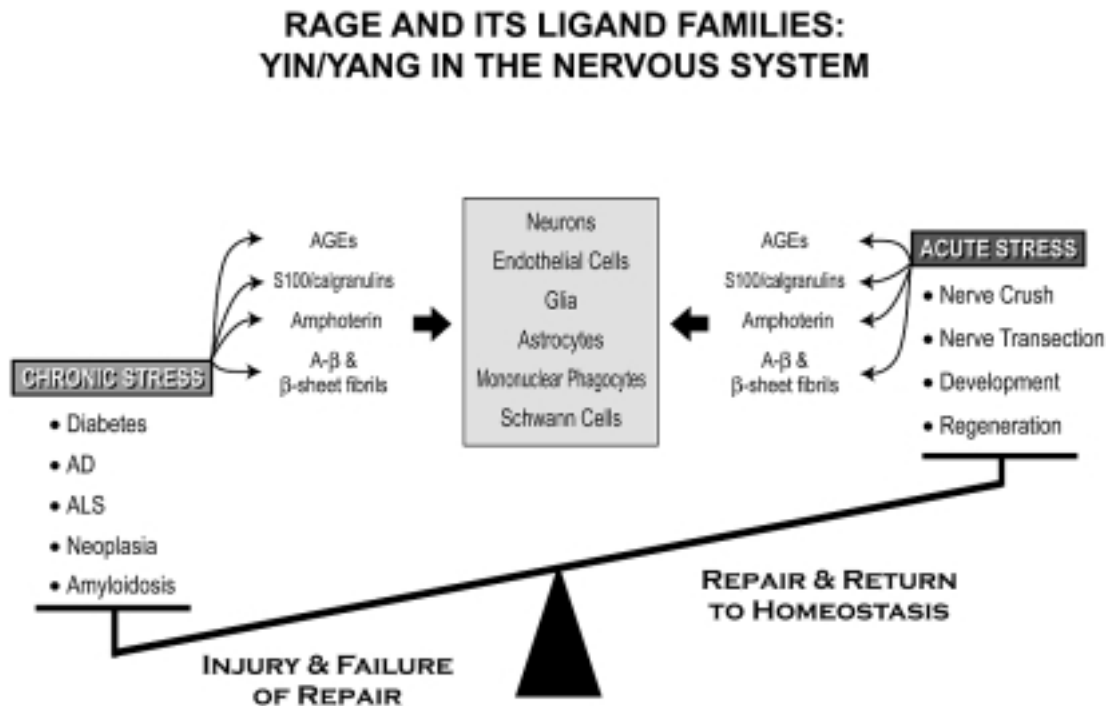 RAGE AND ITS LIGAND FAMILIES:
YIN/YANG IN THE NERVOUS SYSTEM
CHRONIC STRESS
• Diabetes
• AD
• ALS
• Neoplasia
• Amyloidosis
AGEs
S100/calgranulins
Amphoterin
A-β &
β-sheet fibrils
Neurons
Endothelial Cells
Glia
Astrocytes
Mononuclear Phagocytes
Schwann Cells
AGEs
S100/calgranulins
Amphoterin
A-β &
β-sheet fibrils
ACUTE STRESS
• Nerve Crush
• Nerve Transection
• Development
• Regeneration
INJURY & FAILURE
OF REPAIR
REPAIR & RETURN
TO HOMEOSTASIS